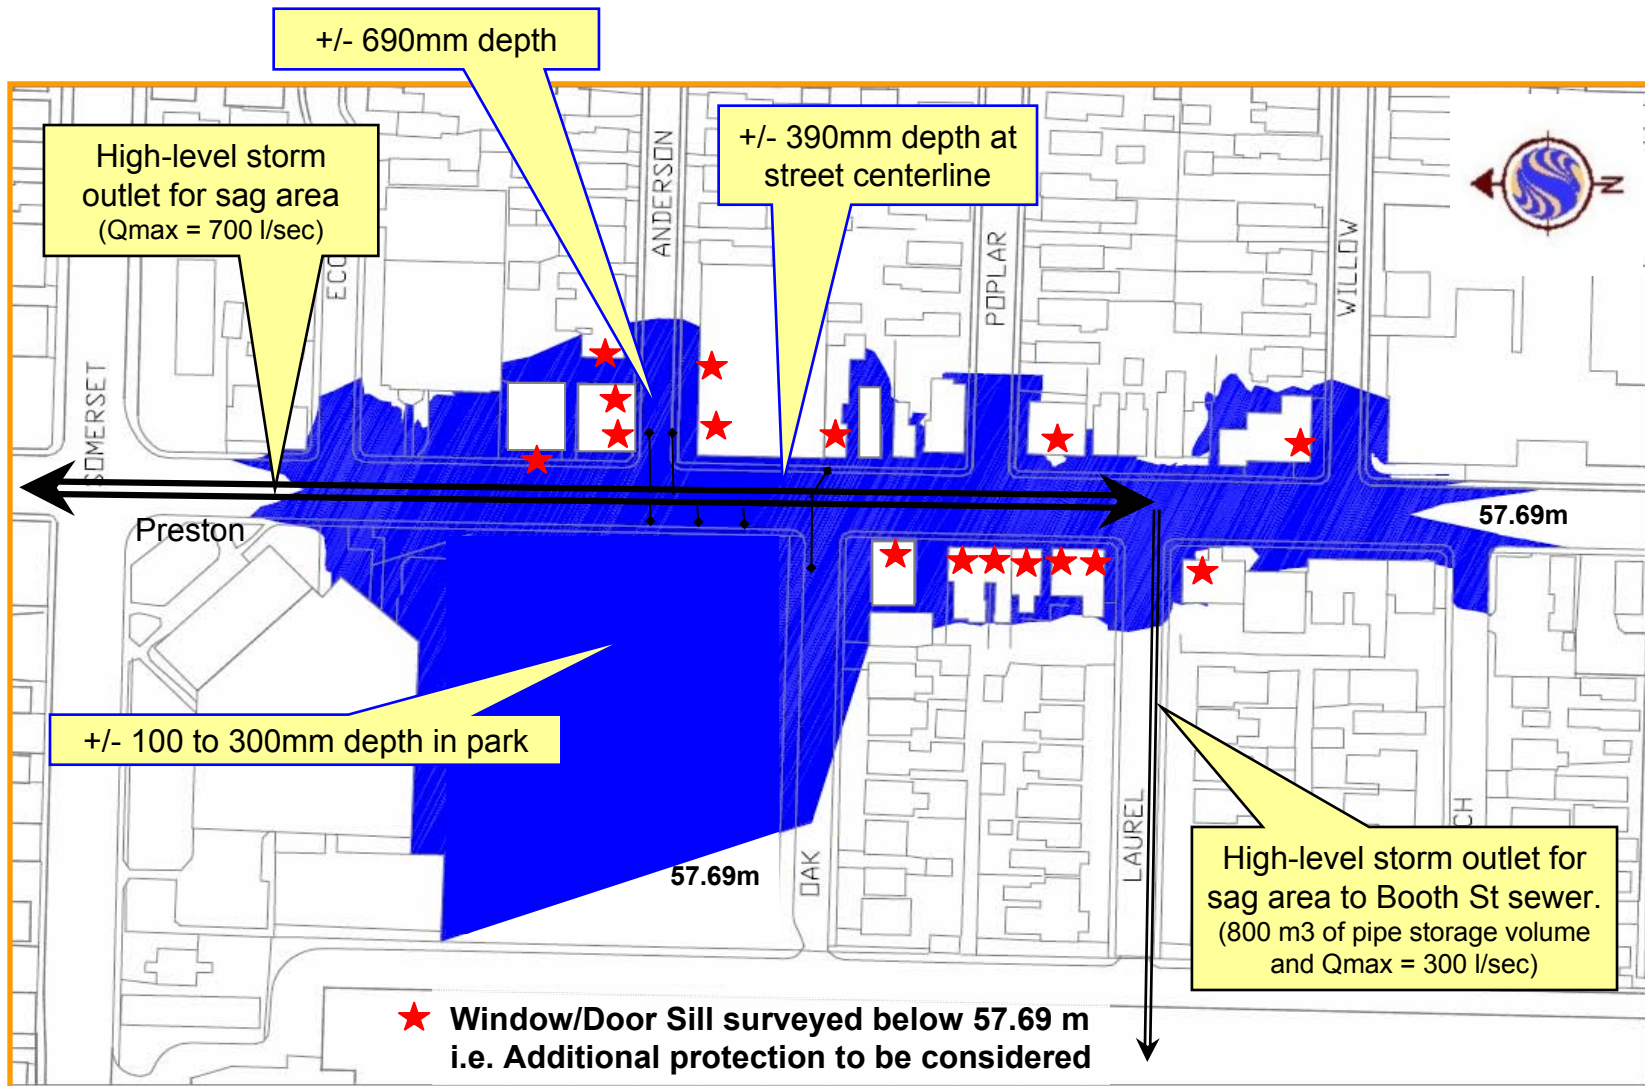 +/- 690mm depth
High-level storm
outlet for sag area
(Qmax = 700 l/sec)
+/- 390mm depth at
street centerline
ANDERSON
POPLAR
WILLOW
N
ECC
SOMERSET
Preston
57.69m
+/- 100 to 300mm depth in park
57.69m
OAK
LAUREL
CH
High-level storm outlet for
sag area to Booth St sewer.
(800 m3 of pipe storage volume
and Qmax = 300 l/sec)
Window/Door Sill surveyed below 57.69 m
i.e. Additional protection to be considered